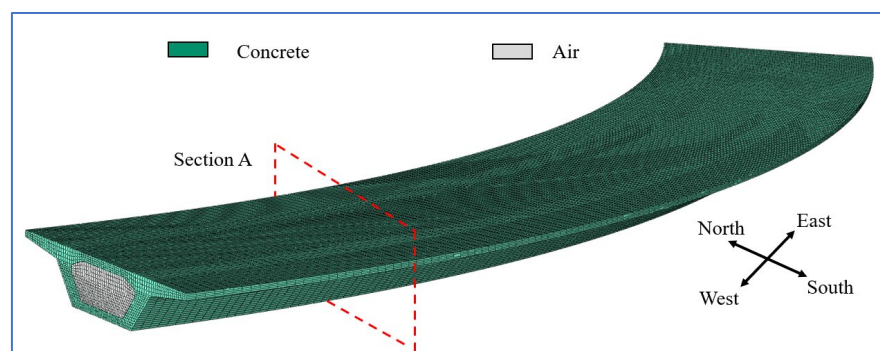 Concrete
Air
Section A
North
East
West
South